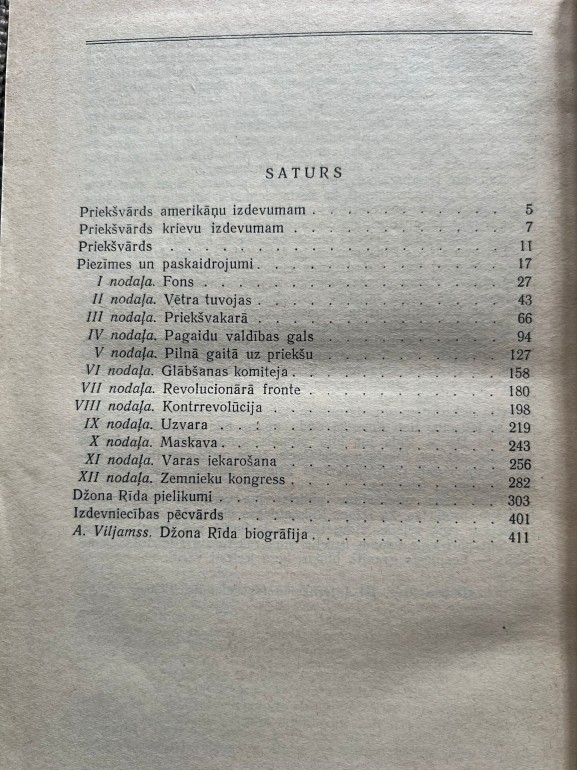 SATURS
Priekšvārds amerikāņu izdevumam . . . . . . . . . . . 5
Priekšvārds krievu izdevumam . . . . . . . . . . . . 7
Priekšvārds . . . . . . . . . . . . . . . . . . 11
Piezīmes un paskaidrojumi . . . . . . . . . . . . . . 17
I nodaļa. Fons . . . . . . . . . . . . . . . . . 27
II nodaļa. Vētra tuvojas . . . . . . . . . . . . . . 43
III nodaļa. Priekšvakarā . . . . . . . . . . . . . . 66
IV nodaļa. Pagaidu valdības gals . . . . . . . . . . . 94
V nodaļa. Pilnā gaitā uz priekšu . . . . . . . . . . . 127
VI nodaļa. Glābšanas komiteja . . . . . . . . . . . . 158
VII nodaļa. Revolucionārā fronte . . . . . . . . . . . 180
VIII nodaļa. Kontrrevolūcija . . . . . . . . . . . . . 198
IX nodaļa. Uzvara . . . . . . . . . . . . . . . . 219
X nodaļa. Maskava . . . . . . . . . . . . . . . . 243
XI nodaļa. Varas iekarošana . . . . . . . . . . . . . 256
XII nodaļa. Zemnieku kongress . . . . . . . . . . . . 282
Džona Rīda pielikumi . . . . . . . . . . . . . . . 303
Izdevniecības pēcvārds . . . . . . . . . . . . . . . 401
A. Viljamss. Džona Rīda biogrāfija . . . . . . . . . . . 411